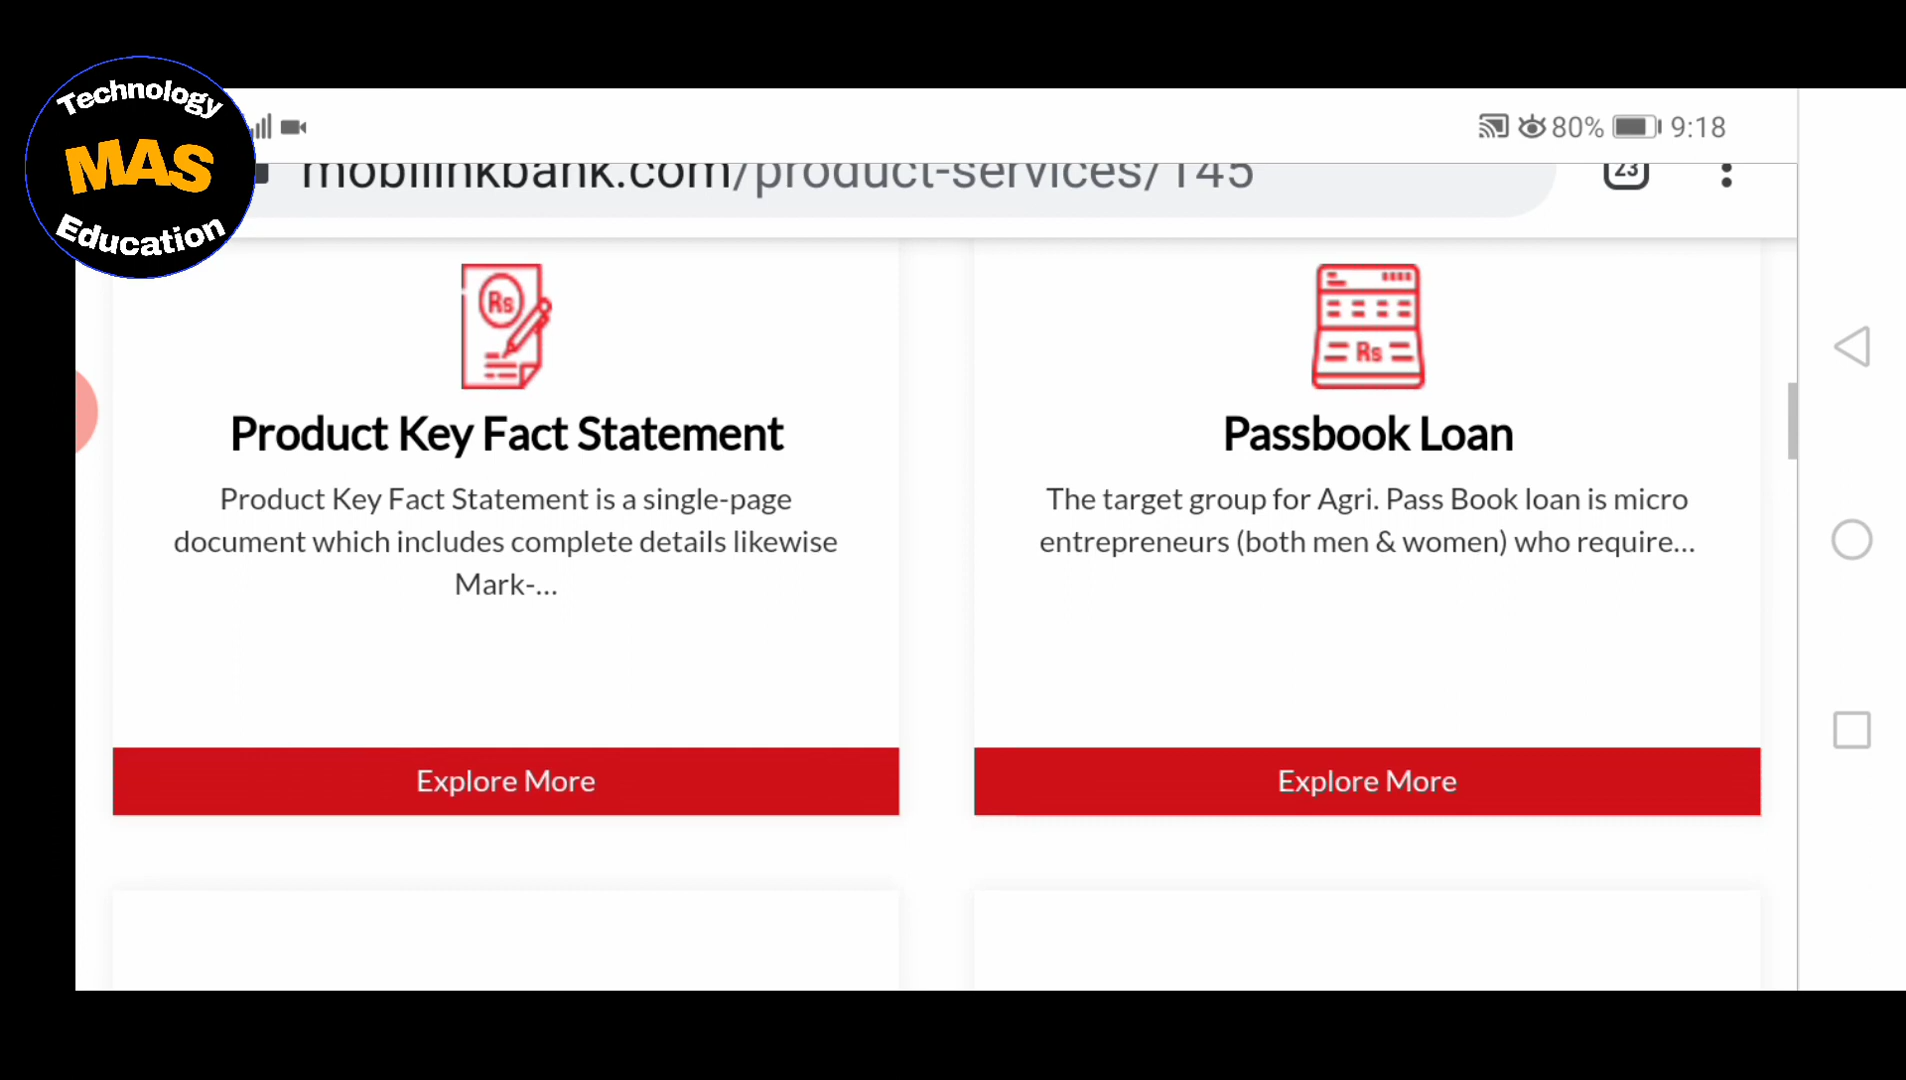 Technology
MAS
Education
80%
9:18
mobilinkbank.com/product-services/145
23
Rs
Rs
Product Key Fact Statement
Product Key Fact Statement is a single-page
document which includes complete details likewise
Mark-...
Explore More
Passbook Loan
The target group for Agri. Pass Book loan is micro
entrepreneurs (both men & women) who require...
Explore More